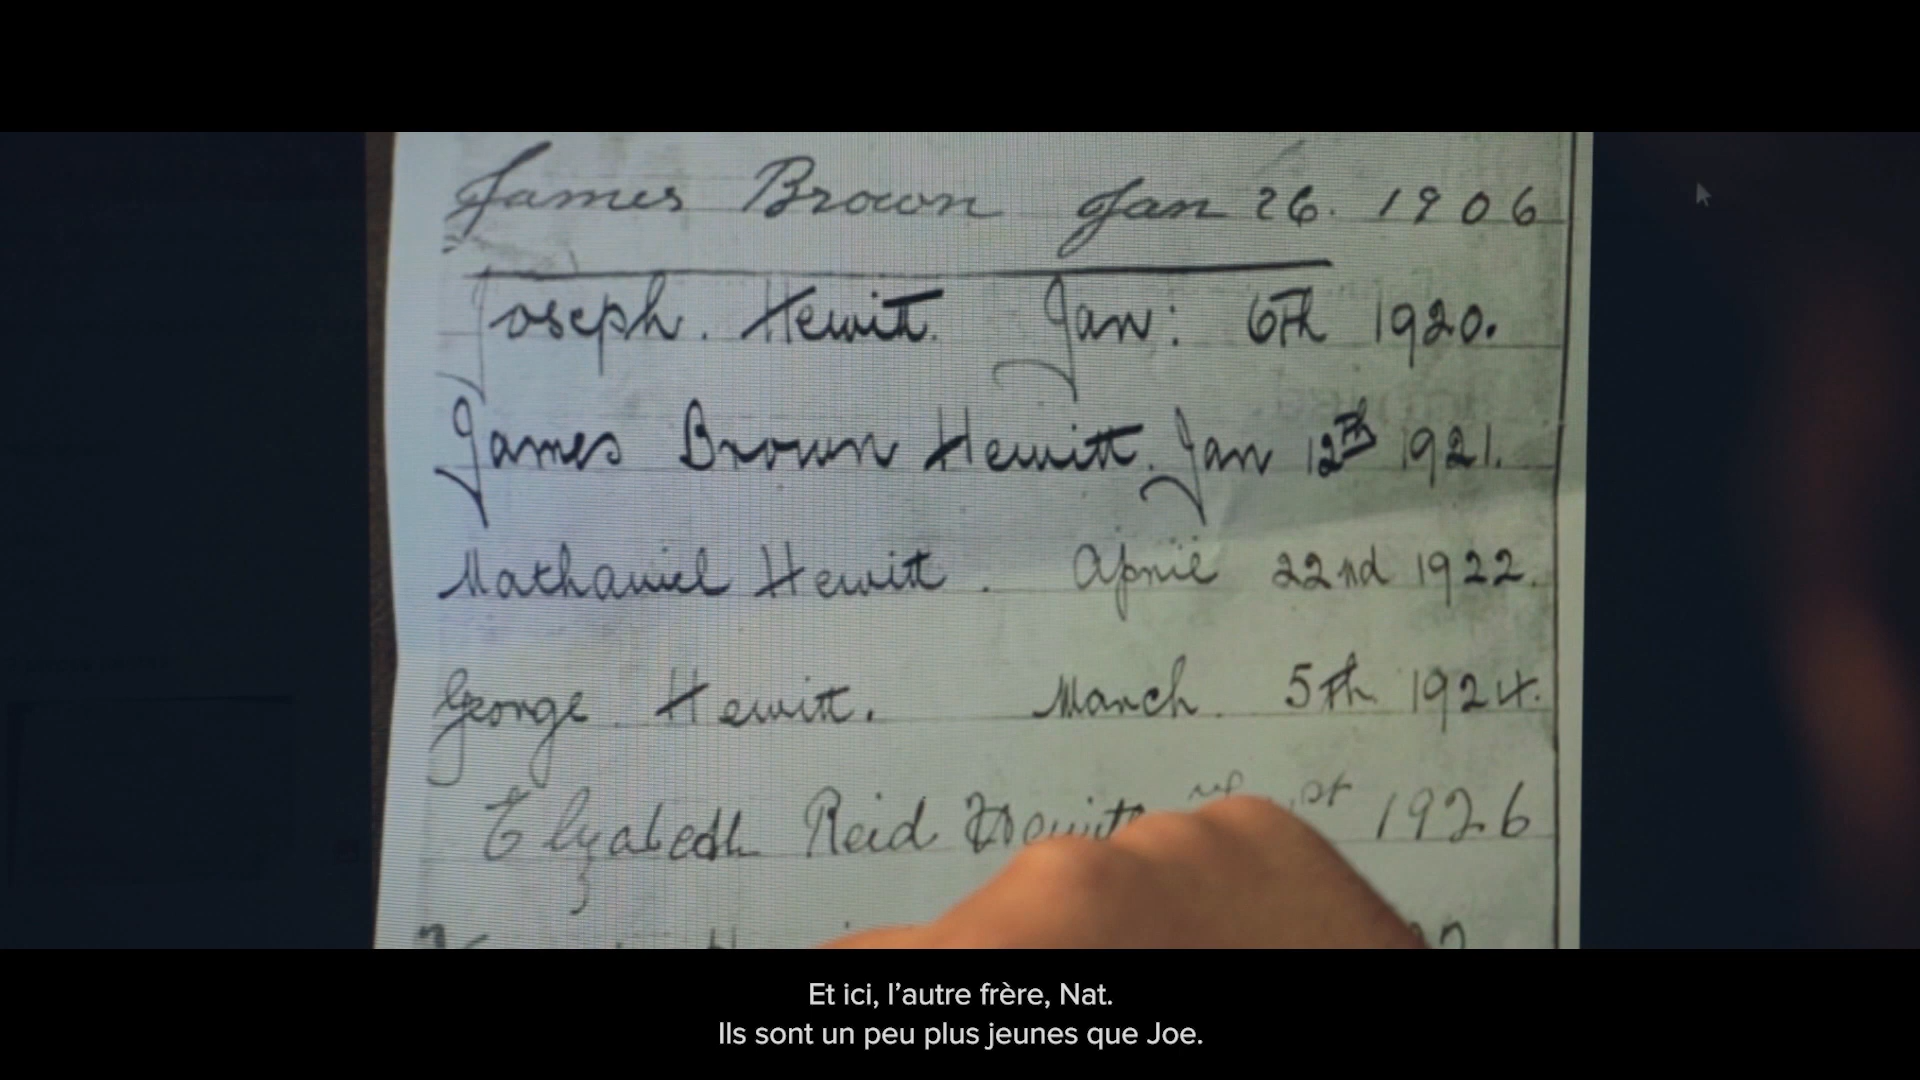 James Brown Jan 26. 1906
Joseph. Hewitt. Jan: 6th 1920.
James Brown Hewitt. Jan 12th 1921.
Nathaniel Hewitt. April 22nd 1922.
George Hewitt. March. 5th 1924.
Elizabeth Reid Hewitt st 1926
Et ici, l’autre frère, Nat.
Ils sont un peu plus jeunes que Joe.